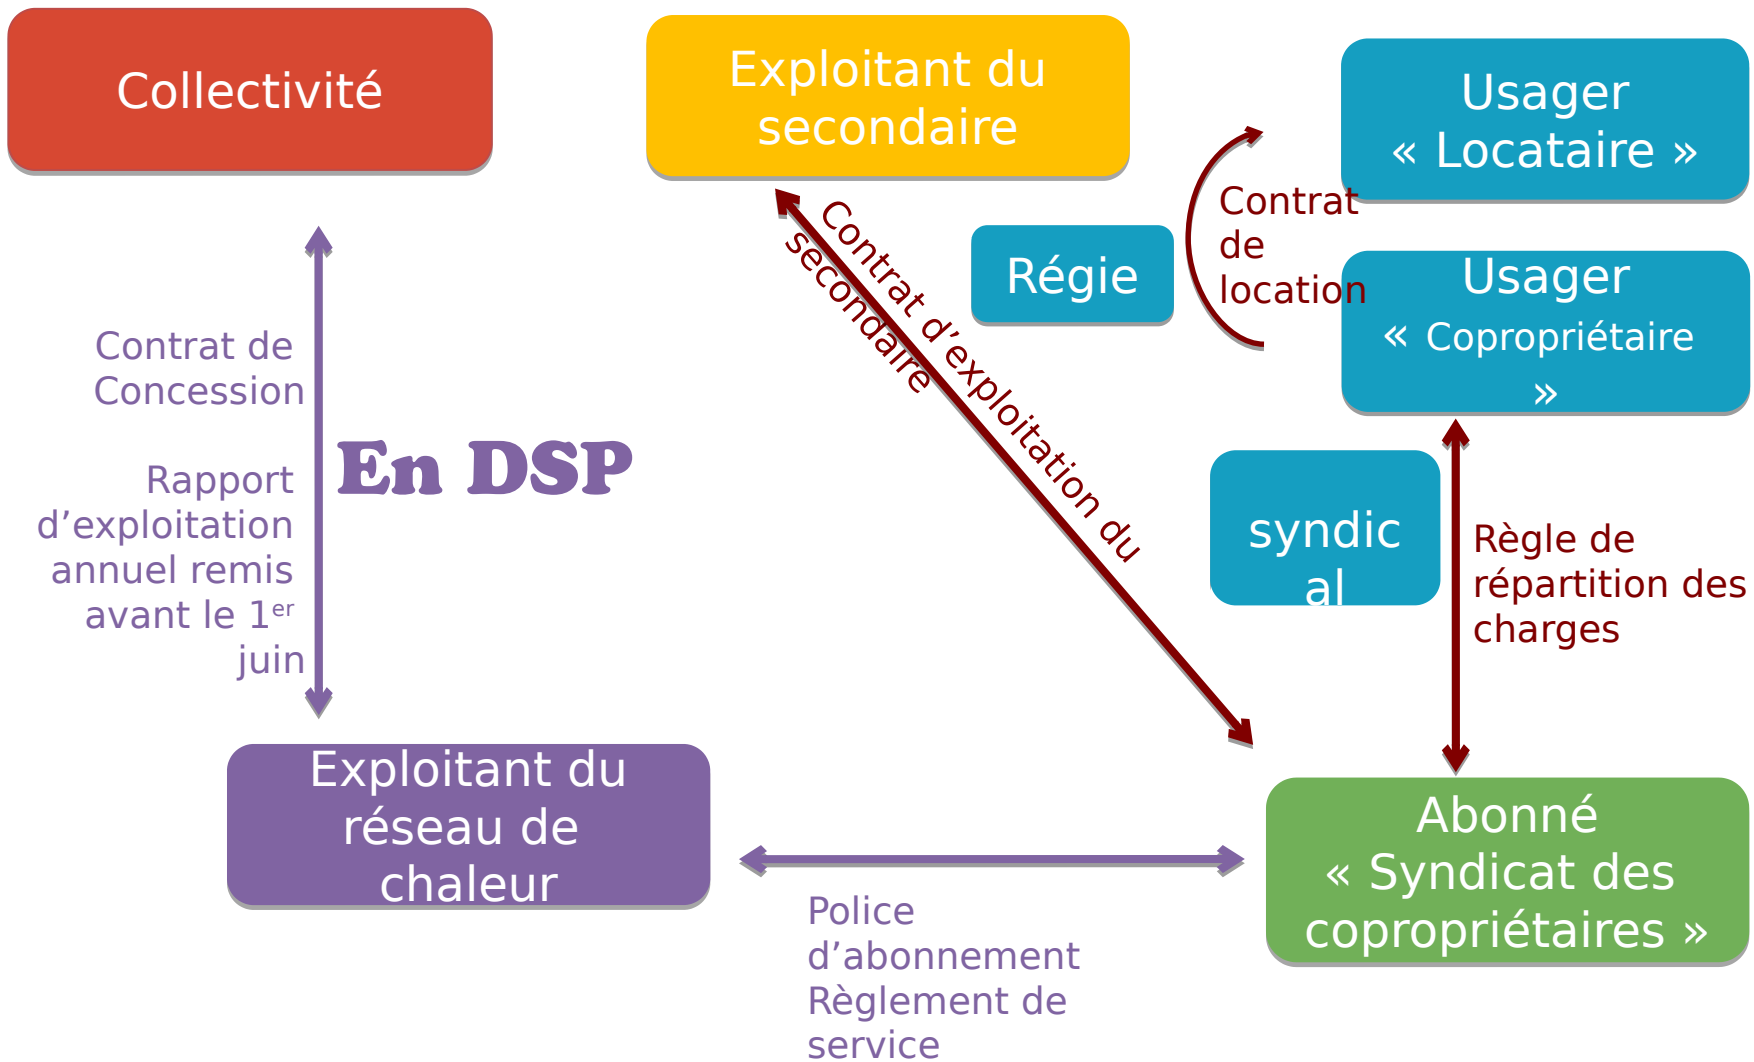 Collectivité
Exploitant du
secondaire
Usager
« Locataire »
Contrat
de
location
Régie
Usager
« Copropriétaire
»
Contrat d’exploitation du
secondaire
Contrat de
Concession
En DSP
Rapport
d’exploitation
annuel remis
avant le 1er
juin
syndic
al
Règle de
répartition des
charges
Exploitant du
réseau de
chaleur
Abonné
« Syndicat des
copropriétaires »
Police
d’abonnement
Règlement de
service